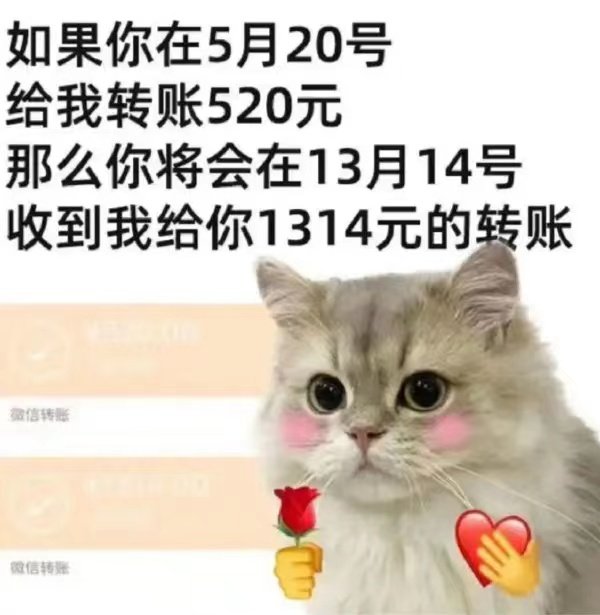 如果你在5月20号
给我转账520元
那么你将会在13月14号
收到我给你1314元的转账
微信转账
微信转账